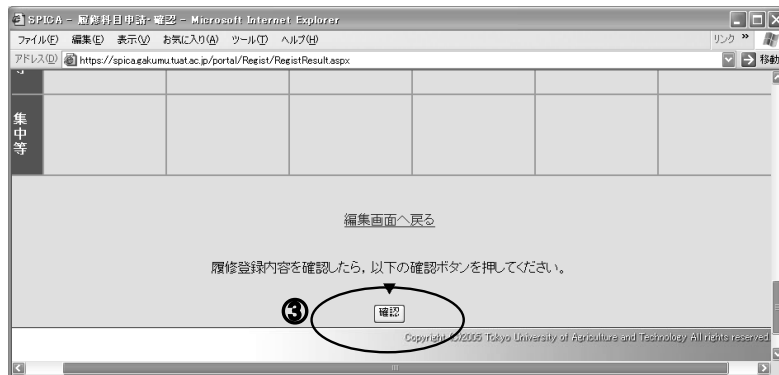 SPICA - 履修科目申請・確認 - Microsoft Internet Explorer
ファイル(F) 編集(E) 表示(V) お気に入り(A) ツール(T) ヘルプ(H) リンク »
アドレス(D) https://spica.gakumu.tuat.ac.jp/portal/Regist/RegistResult.aspx 移動
集中等
編集画面へ戻る
履修登録内容を確認したら，以下の確認ボタンを押してください。
③ 確認
Copyright (C)2005 Tokyo University of Agriculture and Technology All rights reserved